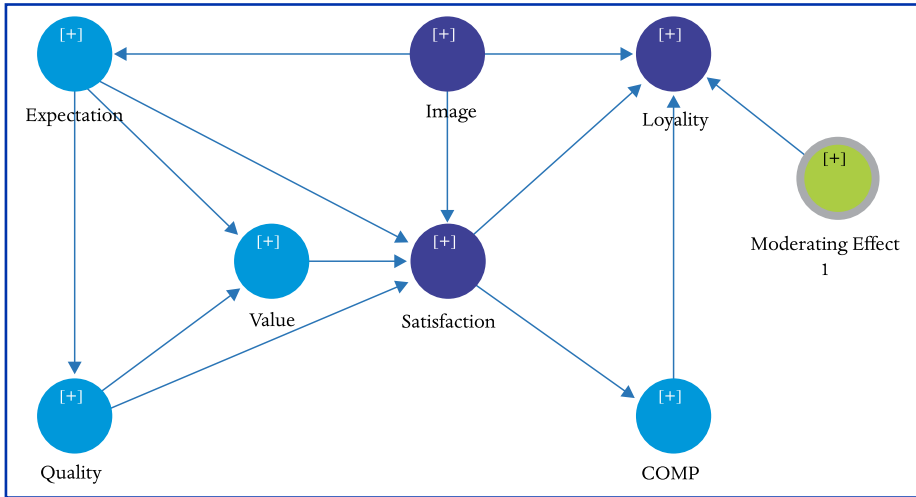 [+]
[+]
[+]
Expectation
Image
Loyality
[+]
Moderating Effect
1
[+]
[+]
Value
Satisfaction
[+]
[+]
Quality
COMP